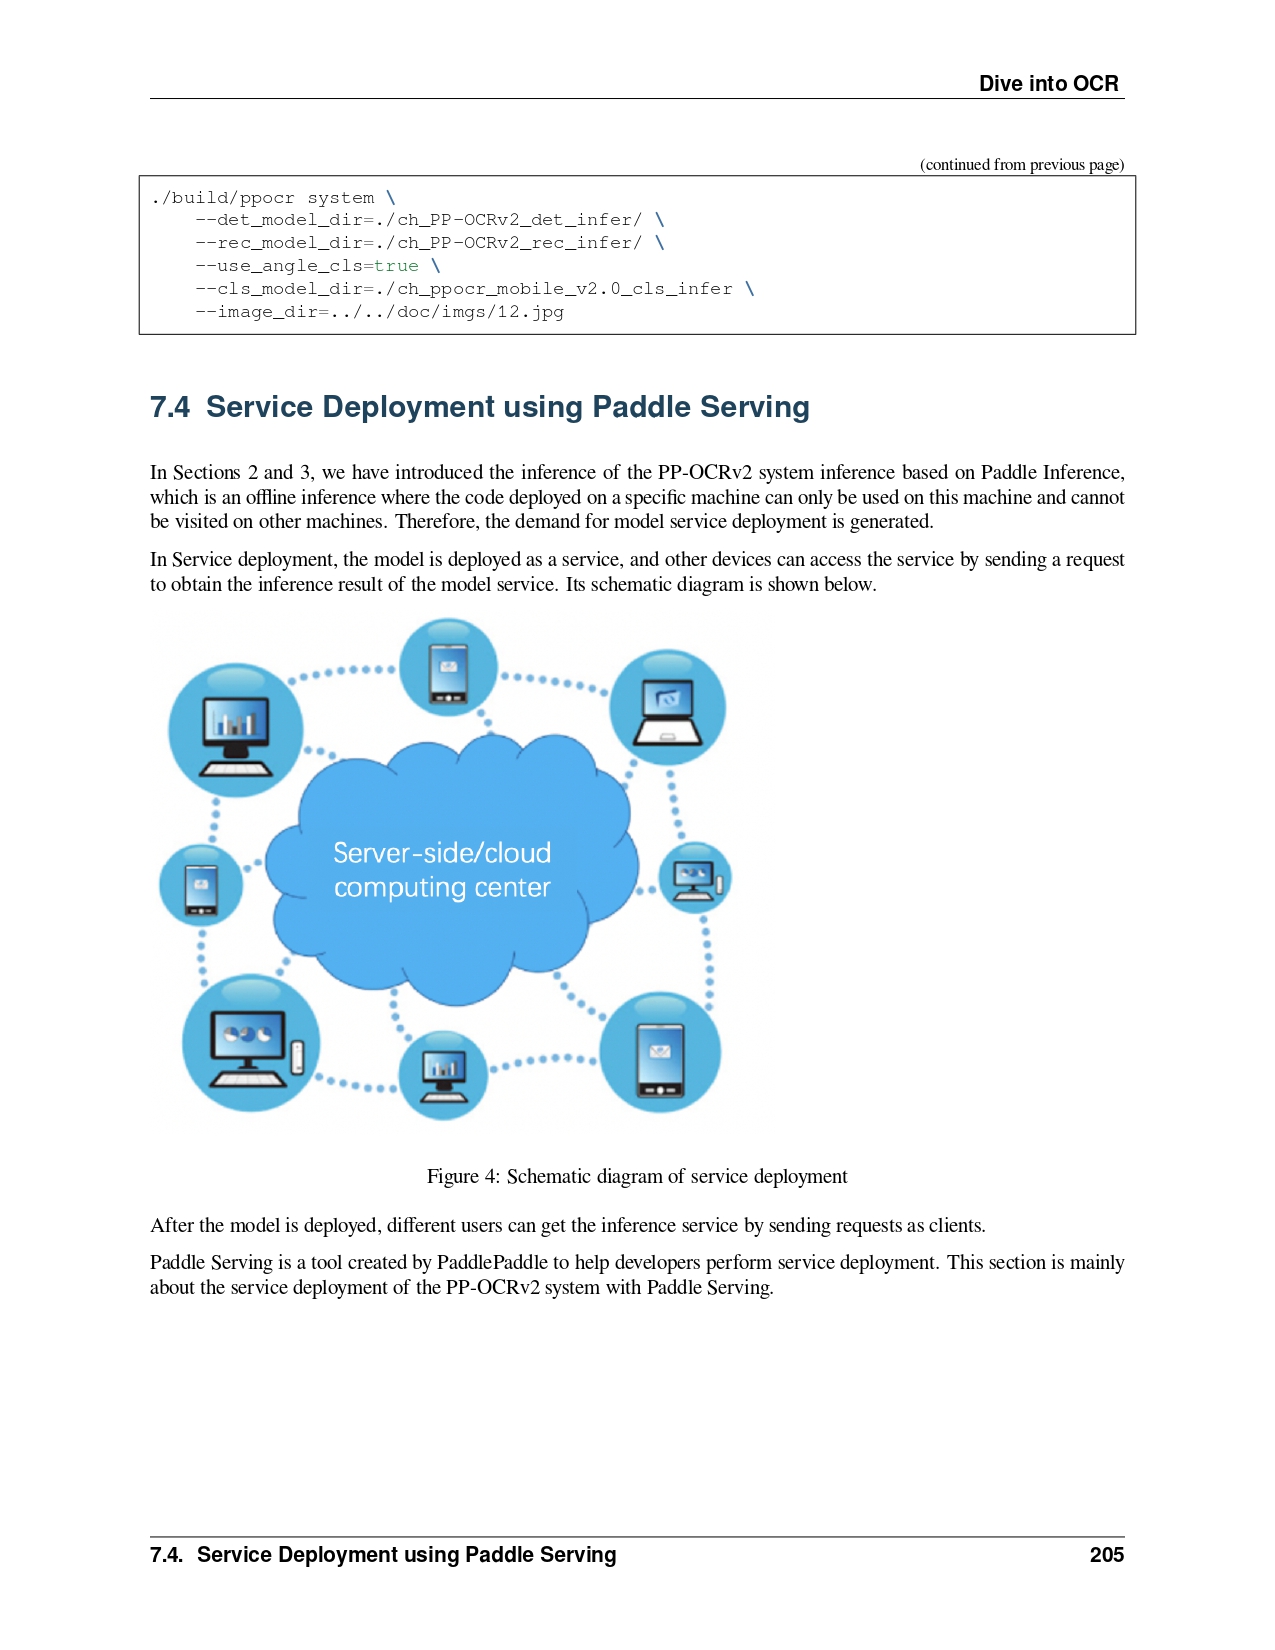 Dive into OCR
(continued from previous page)
./build/ppocr system \
    --det_model_dir=./ch_PP-OCRv2_det_infer/ \
    --rec_model_dir=./ch_PP-OCRv2_rec_infer/ \
    --use_angle_cls=true \
    --cls_model_dir=./ch_ppocr_mobile_v2.0_cls_infer \
    --image_dir=../../doc/imgs/12.jpg
7.4 Service Deployment using Paddle Serving
In Sections 2 and 3, we have introduced the inference of the PP-OCRv2 system inference based on Paddle Inference,
which is an offline inference where the code deployed on a specific machine can only be used on this machine and cannot
be visited on other machines. Therefore, the demand for model service deployment is generated.
In Service deployment, the model is deployed as a service, and other devices can access the service by sending a request
to obtain the inference result of the model service. Its schematic diagram is shown below.
Server-side/cloud
computing center
Figure 4: Schematic diagram of service deployment
After the model is deployed, different users can get the inference service by sending requests as clients.
Paddle Serving is a tool created by PaddlePaddle to help developers perform service deployment. This section is mainly
about the service deployment of the PP-OCRv2 system with Paddle Serving.
7.4. Service Deployment using Paddle Serving 205